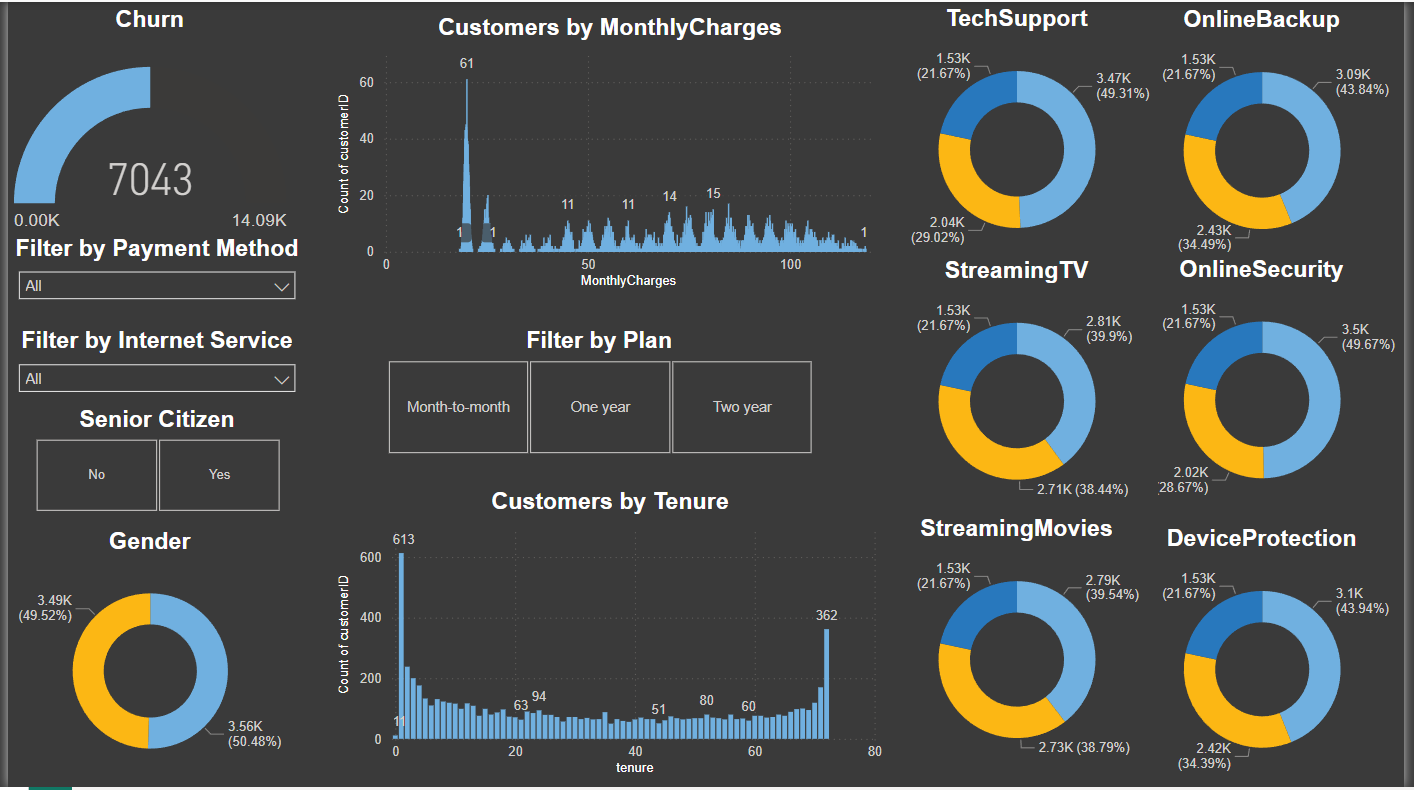 Churn
7043
0.00K
14.09K
Filter by Payment Method
All
Filter by Internet Service
All
Senior Citizen
No
Yes
Gender
3.49K
(49.52%)
3.56K
(50.48%)
Customers by MonthlyCharges
Count of customerID
60
40
20
0
61
1
1
11
11
14
15
1
0
50
100
MonthlyCharges
Filter by Plan
Month-to-month
One year
Two year
Customers by Tenure
Count of customerID
600
400
200
0
613
11
63
94
51
80
60
362
0
20
40
60
80
tenure
TechSupport
1.53K
(21.67%)
3.47K
(49.31%)
2.04K
(29.02%)
OnlineBackup
1.53K
(21.67%)
3.09K
(43.84%)
2.43K
(34.49%)
StreamingTV
1.53K
(21.67%)
2.81K
(39.9%)
2.71K (38.44%)
OnlineSecurity
1.53K
(21.67%)
3.5K
(49.67%)
2.02K
(28.67%)
StreamingMovies
1.53K
(21.67%)
2.79K
(39.54%)
2.73K (38.79%)
DeviceProtection
1.53K
(21.67%)
3.1K
(43.94%)
2.42K
(34.39%)